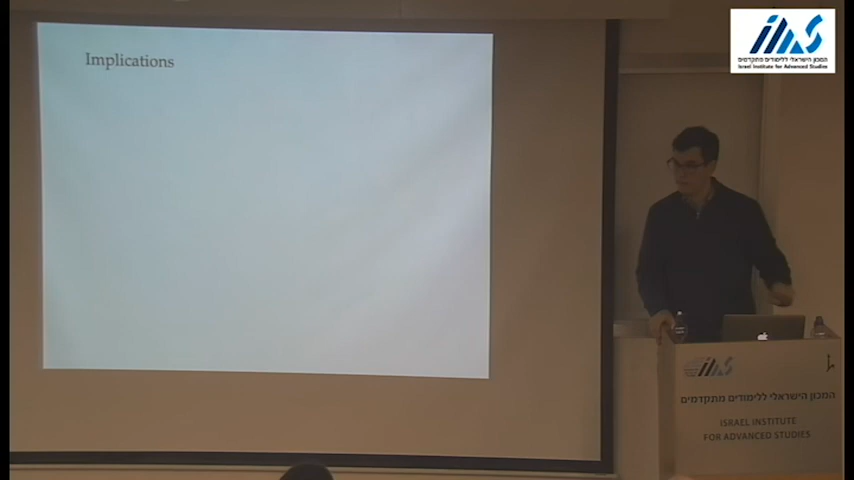 Implications
המכון הישראלי ללימודים מתקדמים
Israel Institute for Advanced Studies
המכון הישראלי ללימודים מתקדמים
ISRAEL INSTITUTE
FOR ADVANCED STUDIES